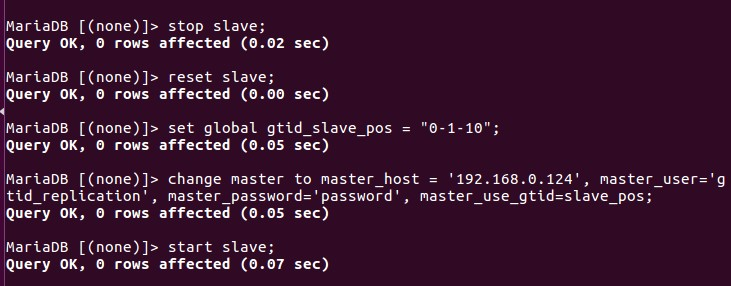 MariaDB [(none)]> stop slave;
Query OK, 0 rows affected (0.02 sec)
MariaDB [(none)]> reset slave;
Query OK, 0 rows affected (0.00 sec)
MariaDB [(none)]> set global gtid_slave_pos = "0-1-10";
Query OK, 0 rows affected (0.05 sec)
MariaDB [(none)]> change master to master_host = '192.168.0.124', master_user='g
tid_replication', master_password='password', master_use_gtid=slave_pos;
Query OK, 0 rows affected (0.05 sec)
MariaDB [(none)]> start slave;
Query OK, 0 rows affected (0.07 sec)